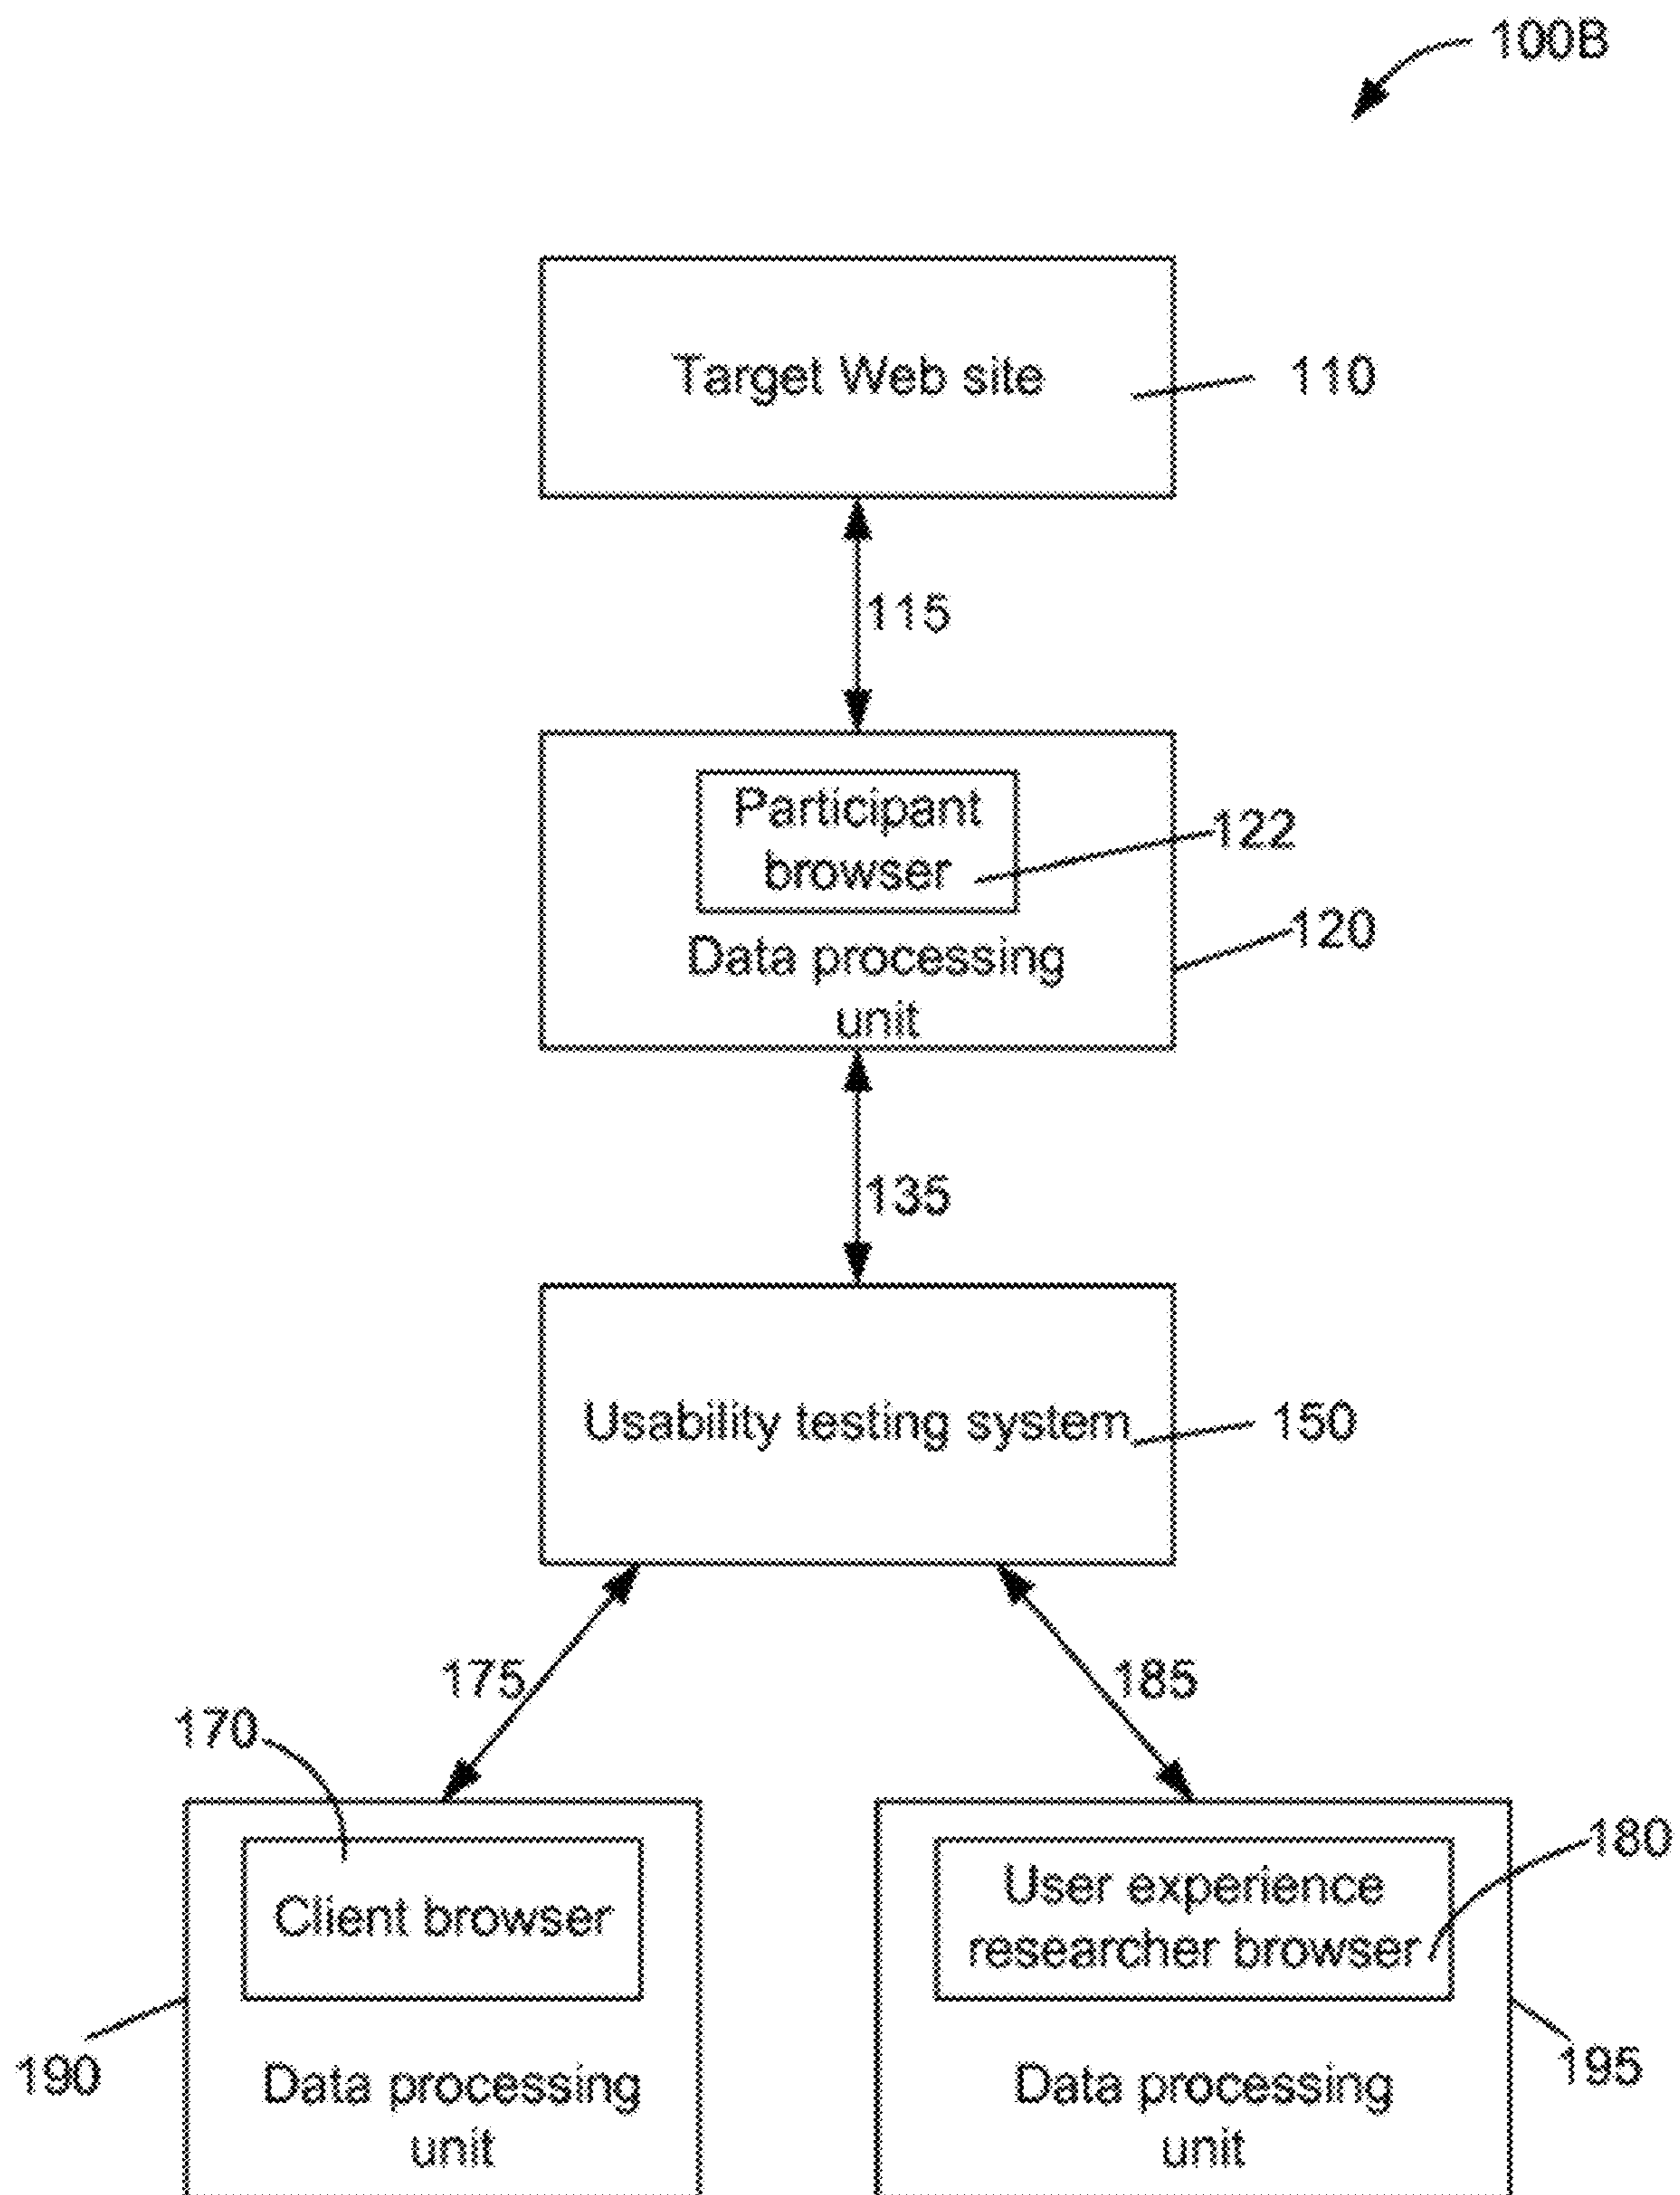 100B
Target Web site
110
115
Participant
browser
122
Data processing
unit
120
135
Usability testing system
150
175
185
170
180
Client browser
User experience
researcher browser
190
Data processing
unit
Data processing
unit
195